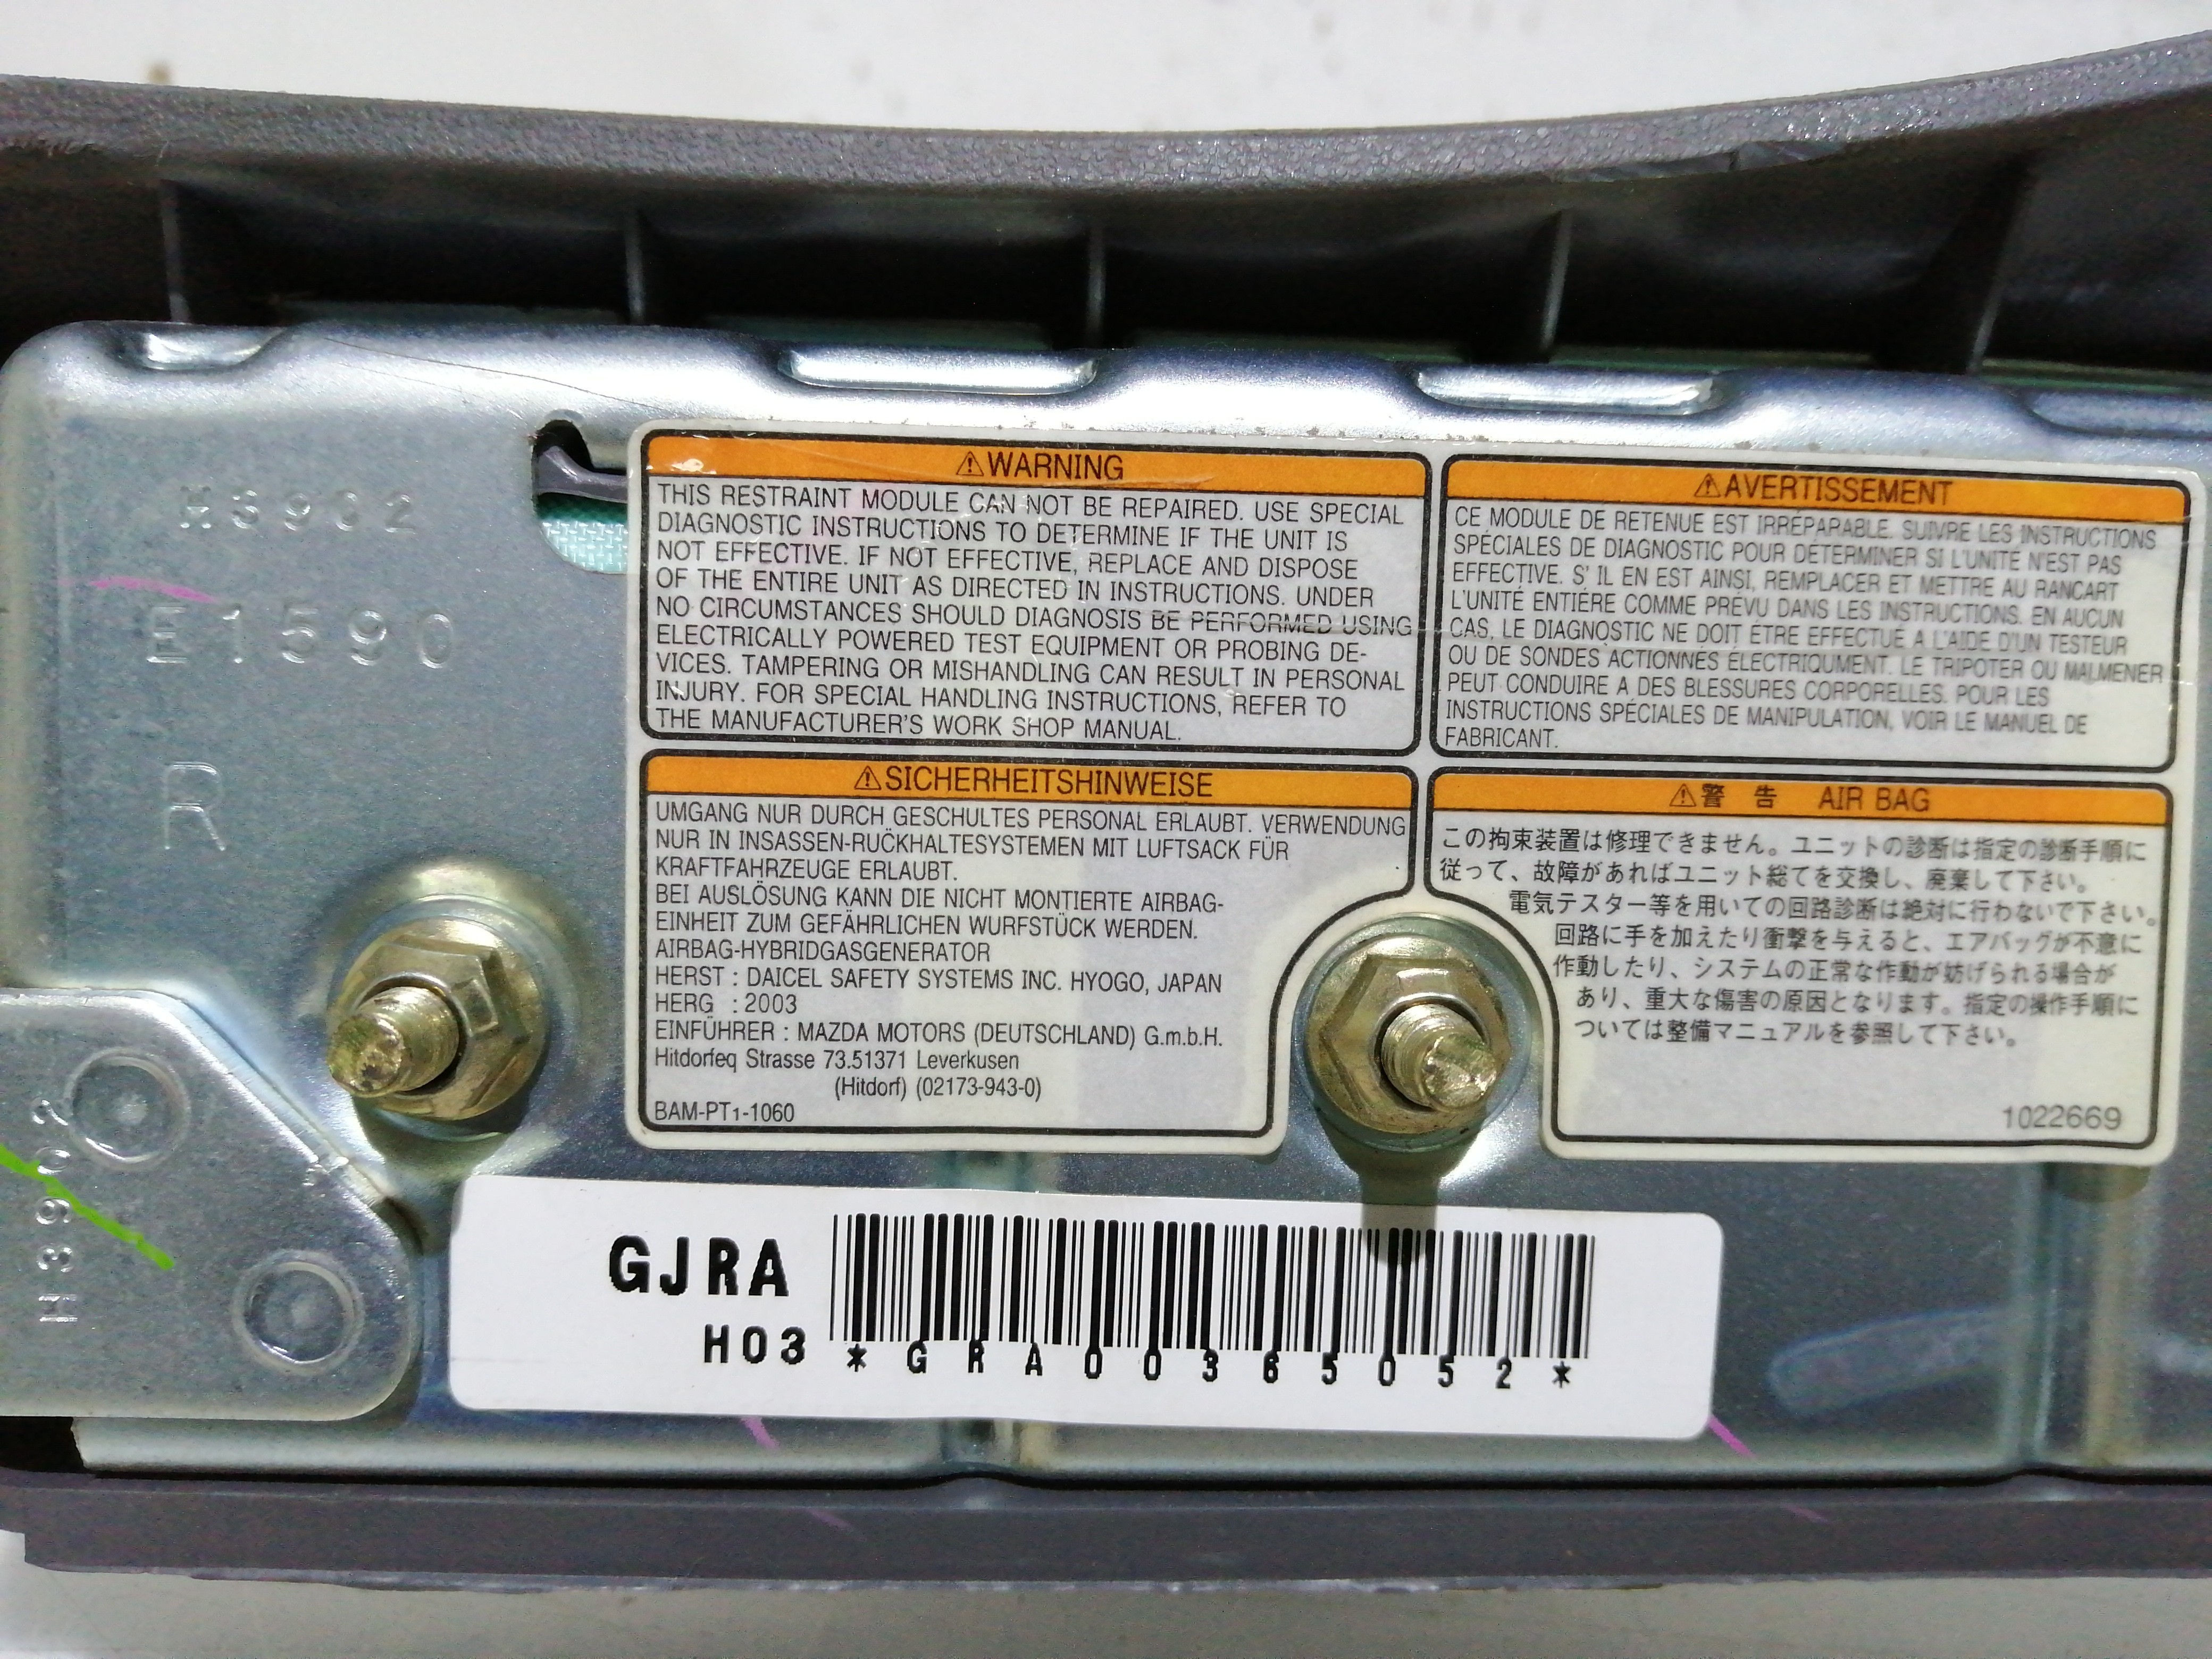 H3902
E1590
R
⚠WARNING
THIS RESTRAINT MODULE CAN NOT BE REPAIRED. USE SPECIAL
DIAGNOSTIC INSTRUCTIONS TO DETERMINE IF THE UNIT IS
NOT EFFECTIVE. IF NOT EFFECTIVE, REPLACE AND DISPOSE
OF THE ENTIRE UNIT AS DIRECTED IN INSTRUCTIONS. UNDER
NO CIRCUMSTANCES SHOULD DIAGNOSIS BE PERFORMED USING
ELECTRICALLY POWERED TEST EQUIPMENT OR PROBING DE-
VICES. TAMPERING OR MISHANDLING CAN RESULT IN PERSONAL
INJURY. FOR SPECIAL HANDLING INSTRUCTIONS, REFER TO
THE MANUFACTURER'S WORK SHOP MANUAL.
⚠AVERTISSEMENT
CE MODULE DE RETENUE EST IRRÉPARABLE. SUIVRE LES INSTRUCTIONS
SPÉCIALES DE DIAGNOSTIC POUR DÉTERMINER SI L'UNITÉ N'EST PAS
EFFECTIVE. S' IL EN EST AINSI, REMPLACER ET METTRE AU RANCART
L'UNITÉ ENTIÉRE COMME PRÉVU DANS LES INSTRUCTIONS. EN AUCUN
CAS, LE DIAGNOSTIC NE DOIT ÊTRE EFFECTUÉ A L'AIDE D'UN TESTEUR
OU DE SONDES ACTIONNÉS ÉLECTRIQUMENT. LE TRIPOTER OU MALMENER
PEUT CONDUIRE A DES BLESSURES CORPORELLES. POUR LES
INSTRUCTIONS SPÉCIALES DE MANIPULATION, VOIR LE MANUEL DE
FABRICANT.
⚠SICHERHEITSHINWEISE
UMGANG NUR DURCH GESCHULTES PERSONAL ERLAUBT. VERWENDUNG
NUR IN INSASSEN-RÜCKHALTESYSTEMEN MIT LUFTSACK FÜR
KRAFTFAHRZEUGE ERLAUBT.
BEI AUSLÖSUNG KANN DIE NICHT MONTIERTE AIRBAG-
EINHEIT ZUM GEFÄHRLICHEN WURFSTÜCK WERDEN.
AIRBAG-HYBRIDGASGENERATOR
HERST : DAICEL SAFETY SYSTEMS INC. HYOGO, JAPAN
HERG : 2003
EINFÜHRER : MAZDA MOTORS (DEUTSCHLAND) G.m.b.H.
Hitdorfeq Strasse 73.51371 Leverkusen
(Hitdorf) (02173-943-0)
BAM-PT1-1060
⚠警 告 AIR BAG
この拘束装置は修理できません。ユニットの診断は指定の診断手順に
従って、故障があればユニット総てを交換し、廃棄して下さい。
電気テスター等を用いての回路診断は絶対に行わないで下さい。
回路に手を加えたり衝撃を与えると、エアバッグが不意に
作動したり、システムの正常な作動が妨げられる場合が
あり、重大な傷害の原因となります。指定の操作手順に
ついては整備マニュアルを参照して下さい。
1022669
H3902
GJRA
H03
*GRA00365052*